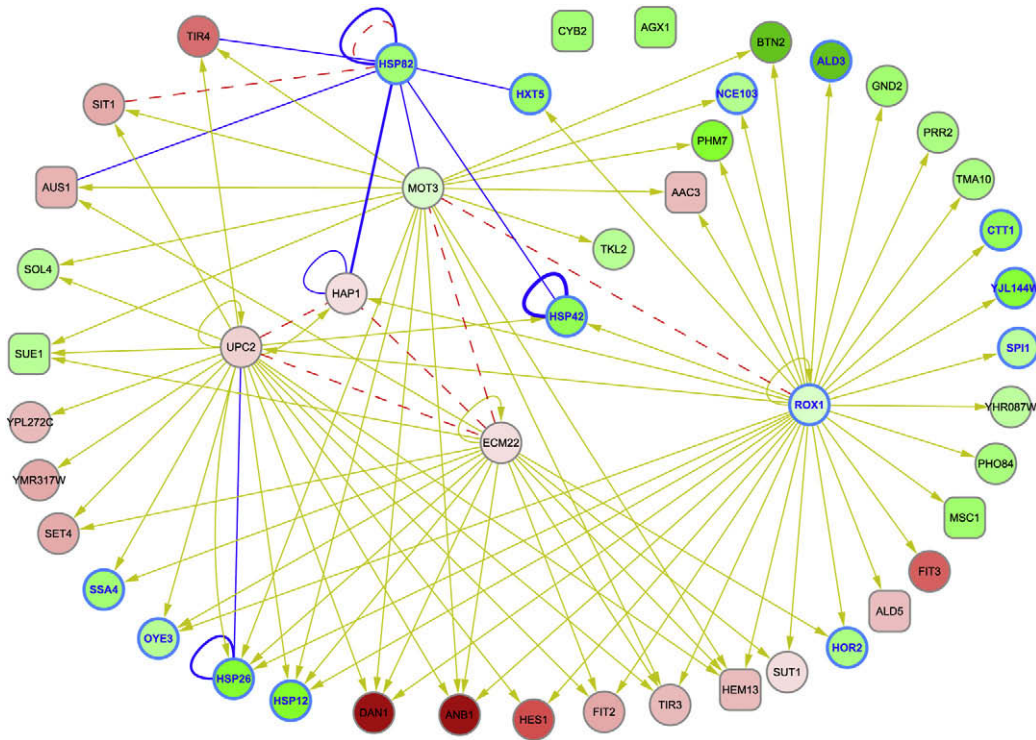 TIR4
CYB2
AGX1
BTN2
ALD3
HSP82
GND2
SIT1
HXT5
NCE103
PRR2
PHM7
TMA10
AUS1
MOT3
AAC3
CTT1
TKL2
SOL4
YJL144W
HAP1
HSP42
UPC2
SPI1
SUE1
ROX1
YHR087W
YPL272C
ECM22
PHO84
YMR317W
MSC1
SET4
FIT3
SSA4
ALD5
OYE3
HOR2
HSP26
SUT1
HEM13
HSP12
DAN1
ANB1
HES1
FIT2
TIR3